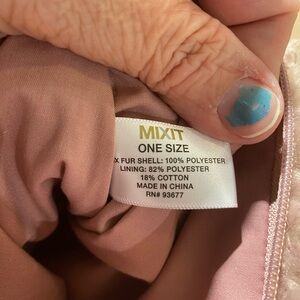 MIXIT
ONE SIZE
X FUR SHELL: 100% POLYESTER
LINING: 82% POLYESTER
18% COTTON
MADE IN CHINA
RN# 93677